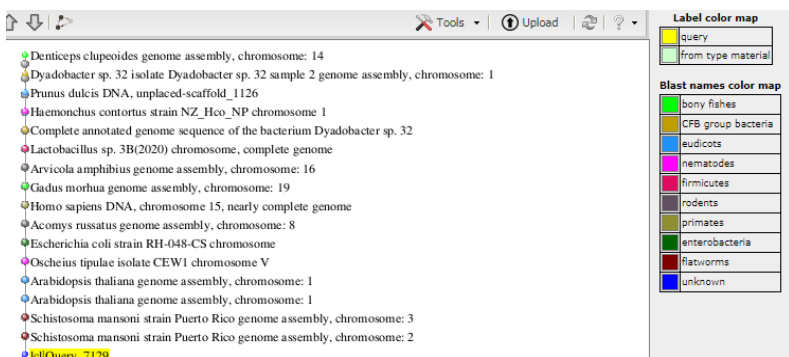 Tools
Upload
?
Denticeps clupeoides genome assembly, chromosome: 14
Dyadobacter sp. 32 isolate Dyadobacter sp. 32 sample 2 genome assembly, chromosome: 1
Prunus dulcis DNA, unplaced-scaffold_1126
Haemonchus contortus strain NZ_Hco_NP chromosome 1
Complete annotated genome sequence of the bacterium Dyadobacter sp. 32
Lactobacillus sp. 3B(2020) chromosome, complete genome
Arvicola amphibius genome assembly, chromosome: 16
Gadus morhua genome assembly, chromosome: 19
Homo sapiens DNA, chromosome 15, nearly complete genome
Acomys russatus genome assembly, chromosome: 8
Escherichia coli strain RH-048-CS chromosome
Oscheius tipulae isolate CEW1 chromosome V
Arabidopsis thaliana genome assembly, chromosome: 1
Arabidopsis thaliana genome assembly, chromosome: 1
Schistosoma mansoni strain Puerto Rico genome assembly, chromosome: 3
Schistosoma mansoni strain Puerto Rico genome assembly, chromosome: 2
lcl|Query_7129
Label color map
query
from type material
Blast names color map
bony fishes
CFB group bacteria
eudicots
nematodes
firmicutes
rodents
primates
enterobacteria
flatworms
unknown